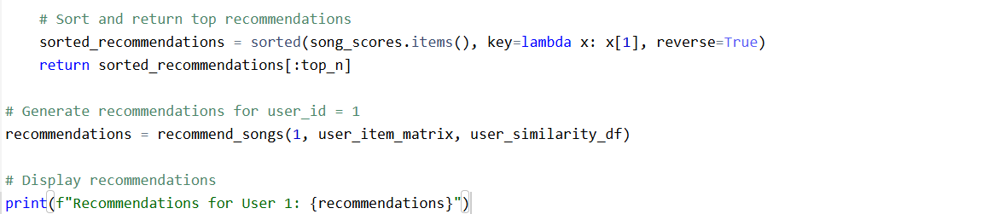 # Sort and return top recommendations
sorted_recommendations = sorted(song_scores.items(), key=lambda x: x[1], reverse=True)
return sorted_recommendations[:top_n]
# Generate recommendations for user_id = 1
recommendations = recommend_songs(1, user_item_matrix, user_similarity_df)
# Display recommendations
print(f"Recommendations for User 1: {recommendations}")